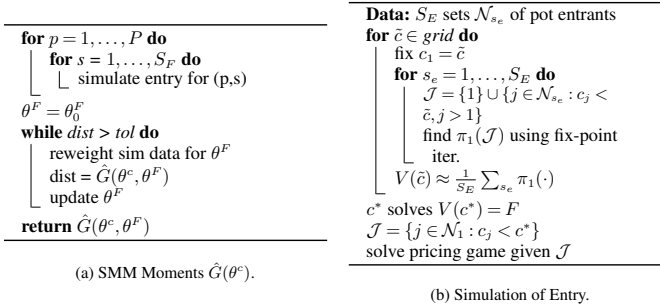 for p = 1, . . . , P do
for s = 1, . . . , S_F do
simulate entry for (p,s)
θ^F = θ_0^F
while dist > tol do
reweight sim data for θ^F
dist = Ĝ(θ^c, θ^F)
update θ^F
return Ĝ(θ^c, θ^F)
(a) SMM Moments Ĝ(θ^c).
Data: S_E sets 𝒩_{s_e} of pot entrants
for c̃ ∈ grid do
fix c_1 = c̃
for s_e = 1, . . . , S_E do
𝒥 = {1} ∪ {j ∈ 𝒩_{s_e} : c_j <
c̃, j > 1}
find π_1(𝒥) using fix-point
iter.
V(c̃) ≈ 1/S_E ∑_{s_e} π_1(·)
c* solves V(c*) = F
𝒥 = {j ∈ 𝒩_1 : c_j < c*}
solve pricing game given 𝒥
(b) Simulation of Entry.